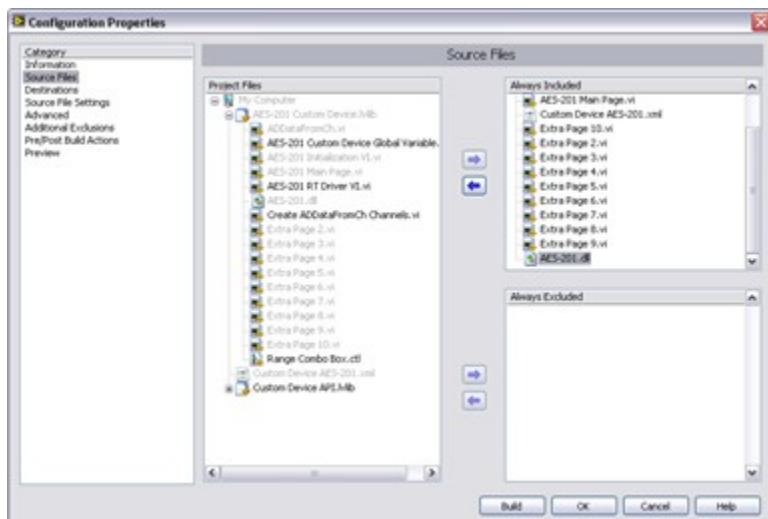 Configuration Properties
Category
Information
Source Files
Destinations
Source File Settings
Advanced
Additional Exclusions
Pre/Post Build Actions
Preview
Source Files
Project Files
My Computer
AES-201 Custom Device.lvlib
ADDataFromCh.vi
AES-201 Custom Device Global Variable.
AES-201 Initialization VI.vi
AES-201 Main Page.vi
AES-201 RT Driver VI.vi
AES-201.dll
Create ADDataFromCh Channels.vi
Extra Page 2.vi
Extra Page 3.vi
Extra Page 4.vi
Extra Page 5.vi
Extra Page 6.vi
Extra Page 7.vi
Extra Page 8.vi
Extra Page 9.vi
Extra Page 10.vi
Range Combo Box.ctl
Custom Device AES-201.xml
Custom Device API.lvlib
Always Included
AES-201 Main Page.vi
Custom Device AES-201.xml
Extra Page 10.vi
Extra Page 2.vi
Extra Page 3.vi
Extra Page 4.vi
Extra Page 5.vi
Extra Page 6.vi
Extra Page 7.vi
Extra Page 8.vi
Extra Page 9.vi
AES-201.dll
Always Excluded
Build
OK
Cancel
Help